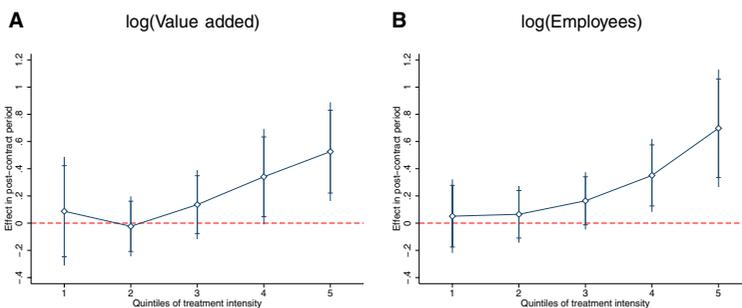 A
log(Value added)
Effect in post-contract period
1.2
1
.8
.6
.4
.2
0
-.2
-.4
1 2 3 4 5
Quintiles of treatment intensity
B
log(Employees)
Effect in post-contract period
1.2
1
.8
.6
.4
.2
0
-.2
-.4
1 2 3 4 5
Quintiles of treatment intensity